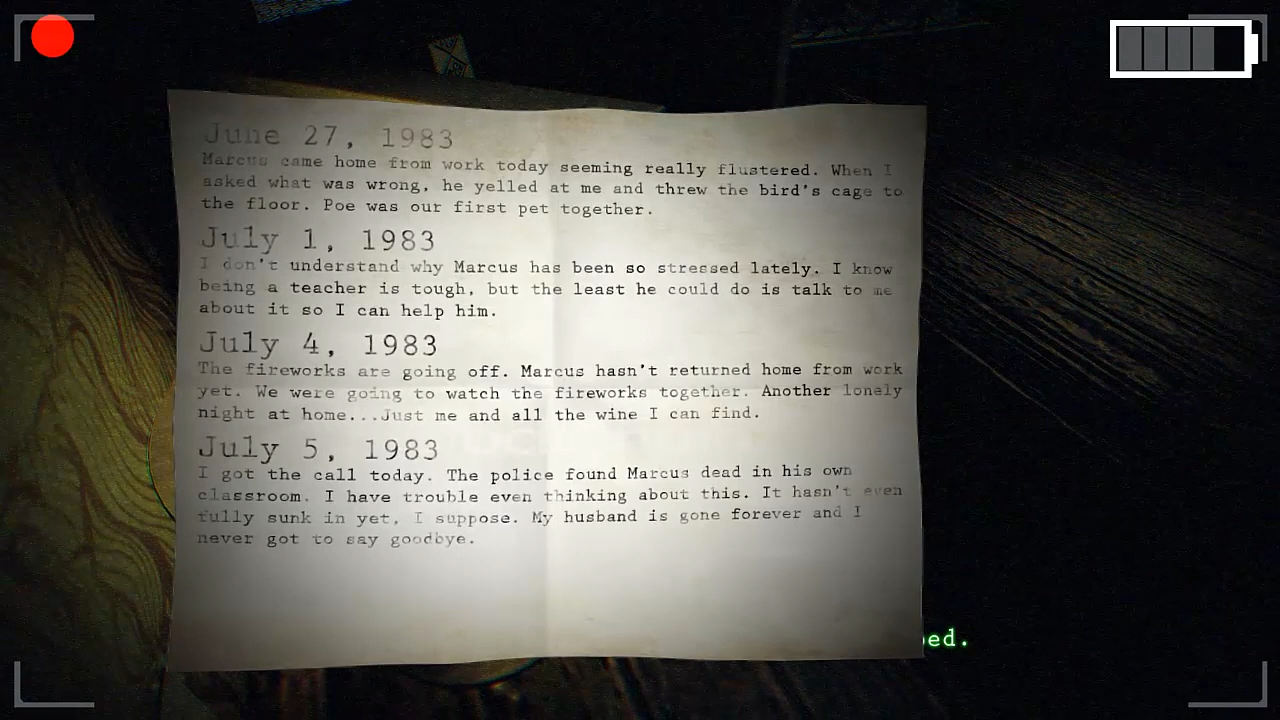 June 27, 1983
Marcus came home from work today seeming really flustered. When I
asked what was wrong, he yelled at me and threw the bird's cage to
the floor. Poe was our first pet together.
July 1, 1983
I don't understand why Marcus has been so stressed lately. I know
being a teacher is tough, but the least he could do is talk to me
about it so I can help him.
July 4, 1983
The fireworks are going off. Marcus hasn't returned home from work
yet. We were going to watch the fireworks together. Another lonely
night at home...Just me and all the wine I can find.
July 5, 1983
I got the call today. The police found Marcus dead in his own
classroom. I have trouble even thinking about this. It hasn't even
fully sunk in yet, I suppose. My husband is gone forever and I
never got to say goodbye.